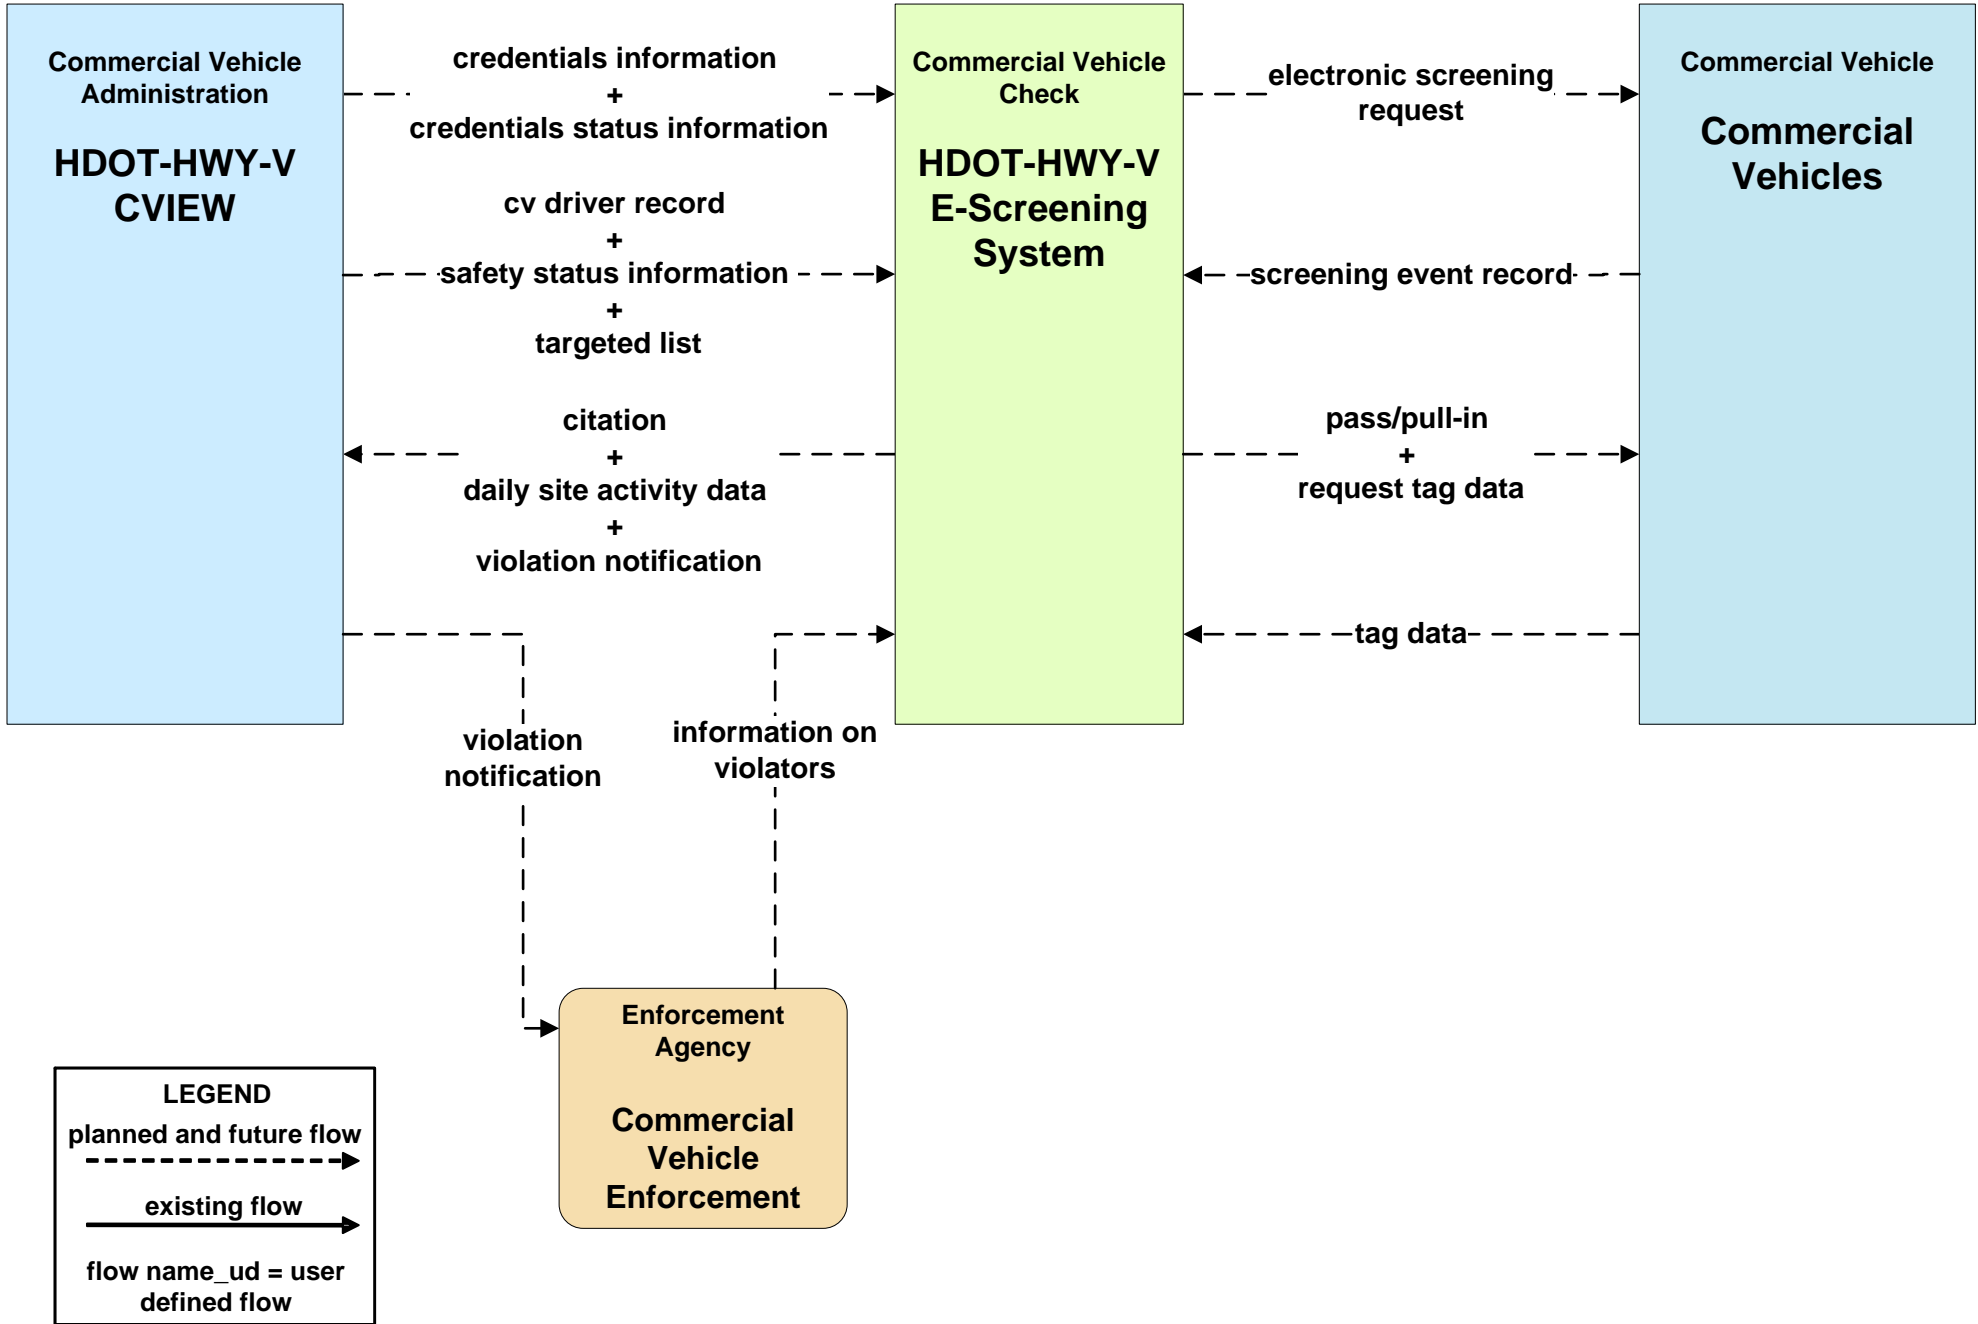 Commercial Vehicle
Administration
HDOT-HWY-V
CVIEW
credentials information
+
credentials status information
cv driver record
+
safety status information
+
targeted list
citation
+
daily site activity data
+
violation notification
Commercial Vehicle
Check
HDOT-HWY-V
E-Screening
System
electronic screening
request
screening event record
pass/pull-in
+
request tag data
tag data
Commercial Vehicle
Commercial
Vehicles
violation
notification
information on
violators
Enforcement
Agency
Commercial
Vehicle
Enforcement
LEGEND
planned and future flow
existing flow
flow name_ud = user
defined flow